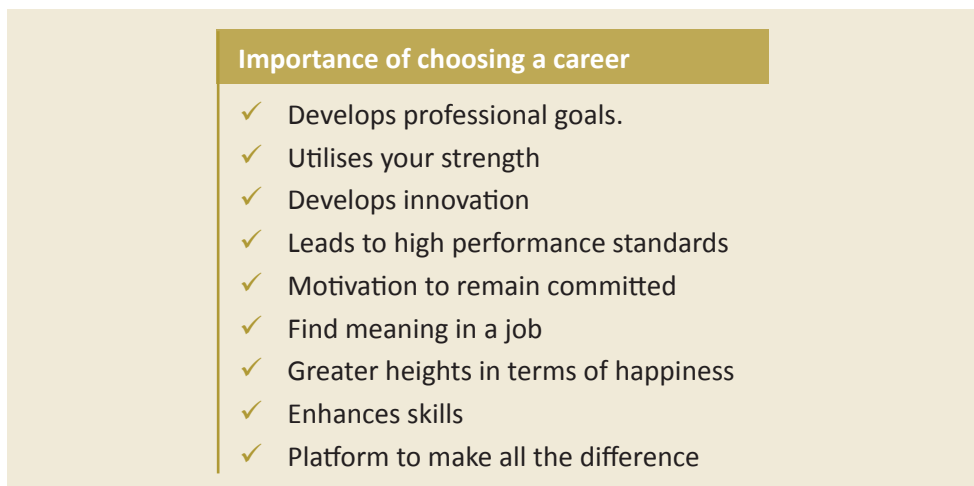 Importance of choosing a career
✓ Develops professional goals.
✓ Utilises your strength
✓ Develops innovation
✓ Leads to high performance standards
✓ Motivation to remain committed
✓ Find meaning in a job
✓ Greater heights in terms of happiness
✓ Enhances skills
✓ Platform to make all the difference